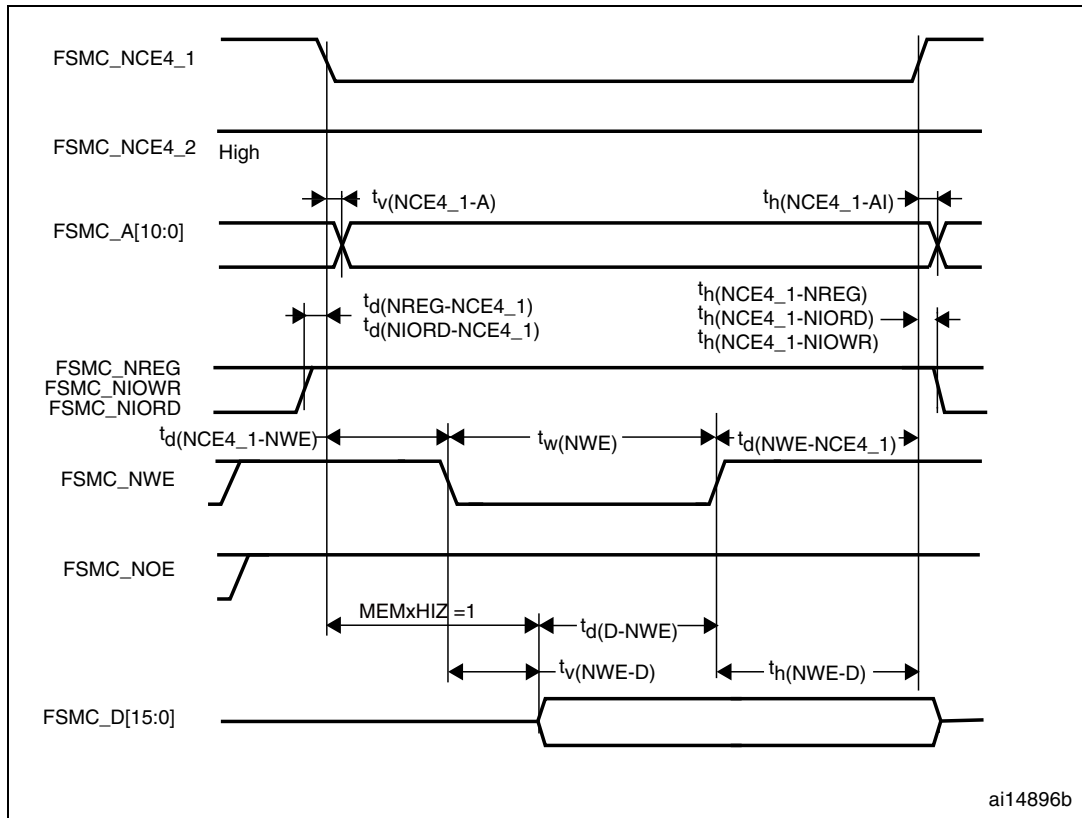 FSMC_NCE4_1
FSMC_NCE4_2 High
tv(NCE4_1-A) th(NCE4_1-AI)
FSMC_A[10:0]
td(NREG-NCE4_1) th(NCE4_1-NREG)
td(NIORD-NCE4_1) th(NCE4_1-NIORD)
th(NCE4_1-NIOWR)
FSMC_NREG
FSMC_NIOWR
FSMC_NIORD
td(NCE4_1-NWE) tw(NWE) td(NWE-NCE4_1)
FSMC_NWE
FSMC_NOE
MEMxHIZ =1 td(D-NWE)
tv(NWE-D) th(NWE-D)
FSMC_D[15:0]
ai14896b